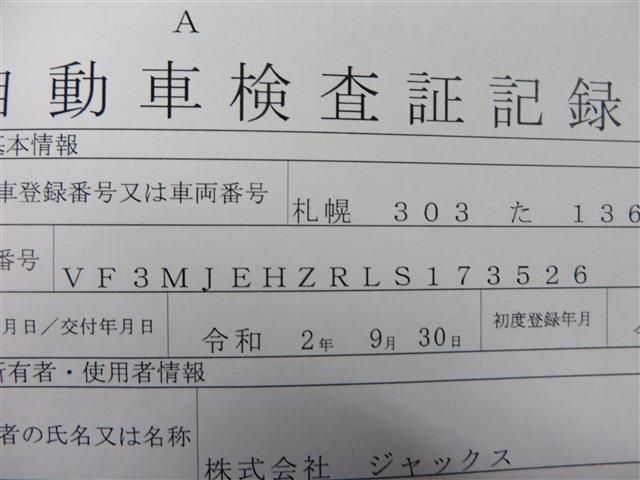 A
自動車検査証記録
基本情報
車登録番号又は車両番号
札幌 303 た 136
番号
VF3MJEHZRLS173526
月日/交付年月日
令和 2年 9月 30日
初度登録年月
所有者・使用者情報
者の氏名又は名称
株式会社 ジャックス